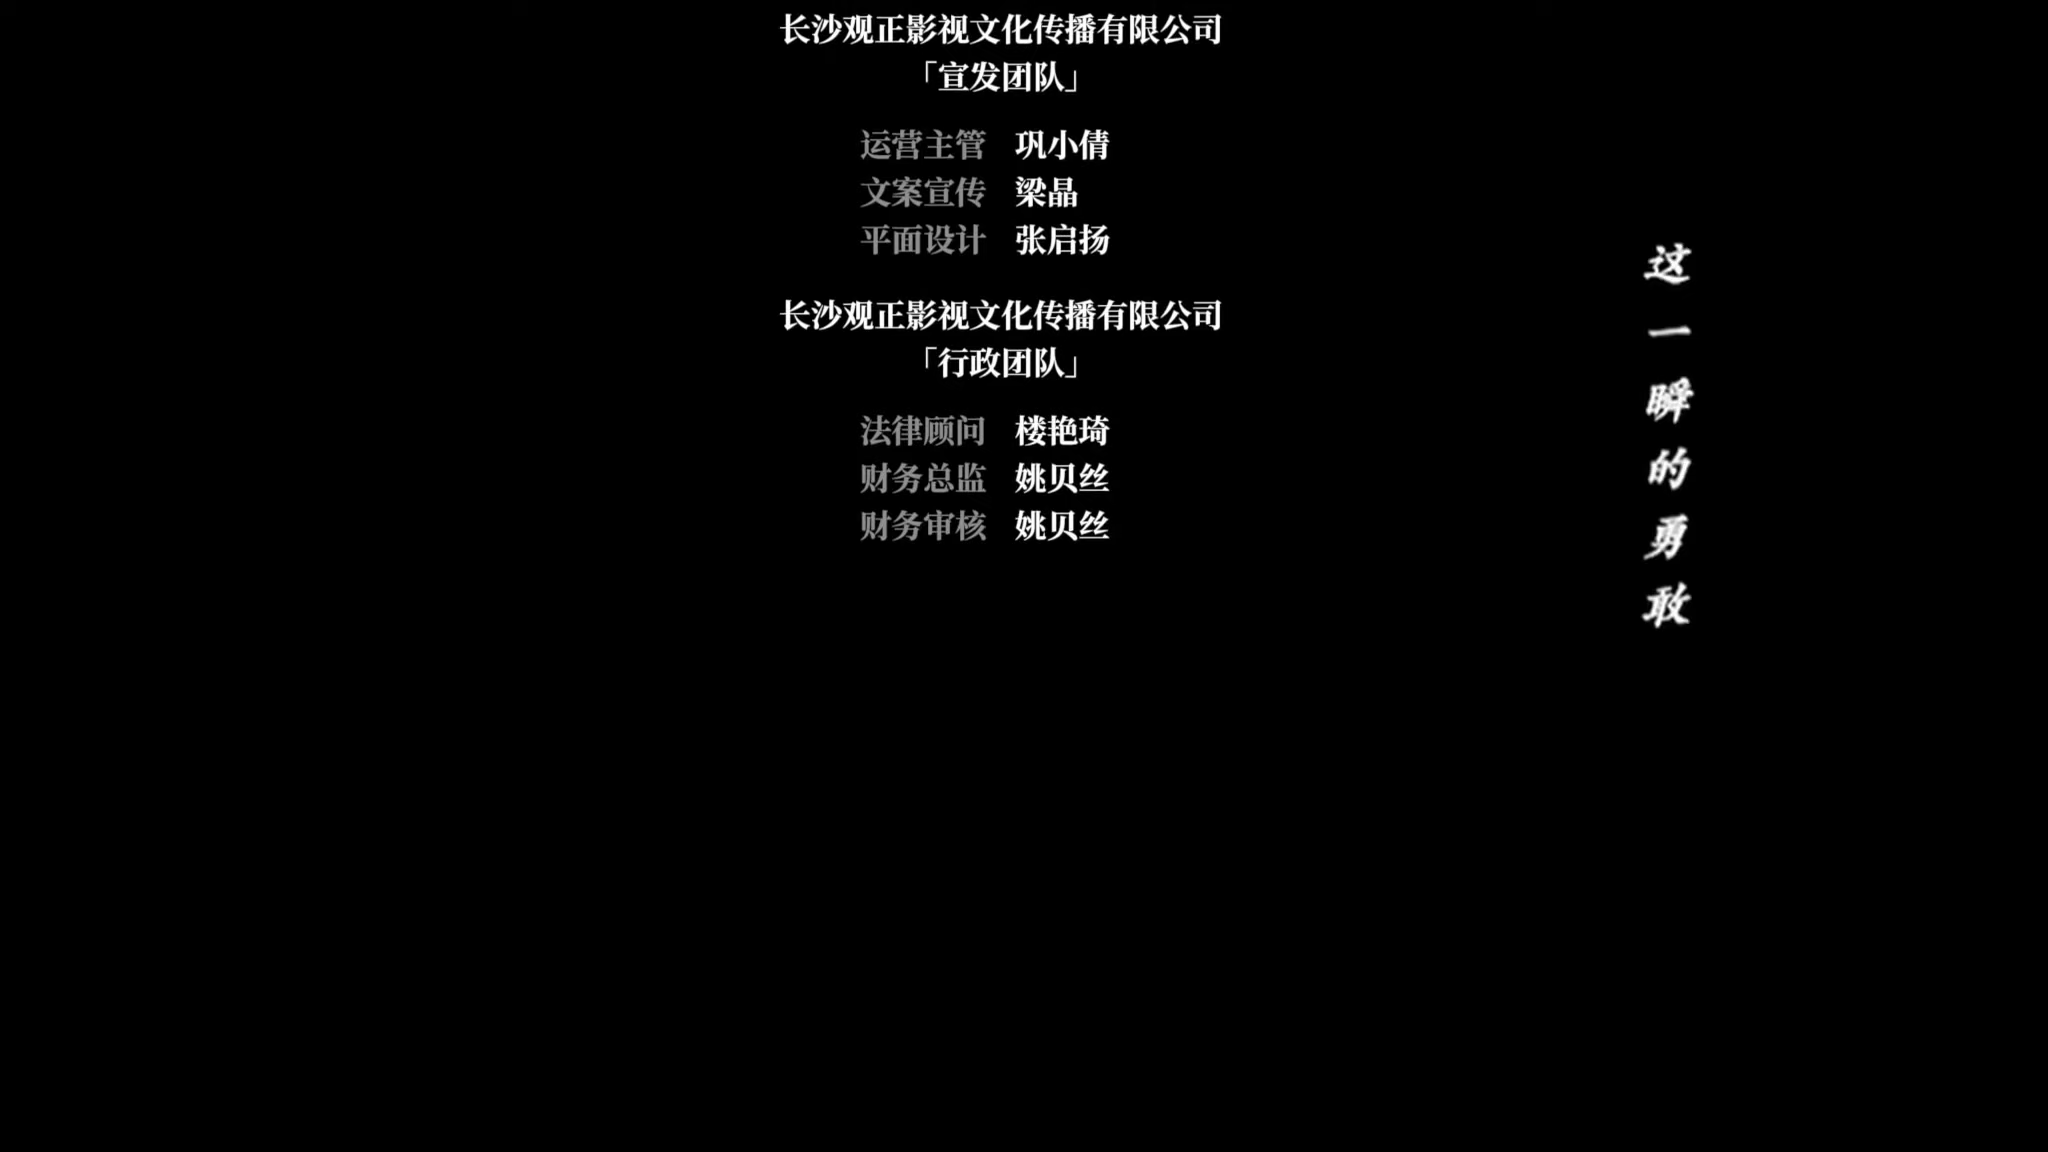 长沙观正影视文化传播有限公司
「宣发团队」
运营主管 巩小倩
文案宣传 梁晶
平面设计 张启扬
长沙观正影视文化传播有限公司
「行政团队」
法律顾问 楼艳琦
财务总监 姚贝丝
财务审核 姚贝丝
这一瞬的勇敢